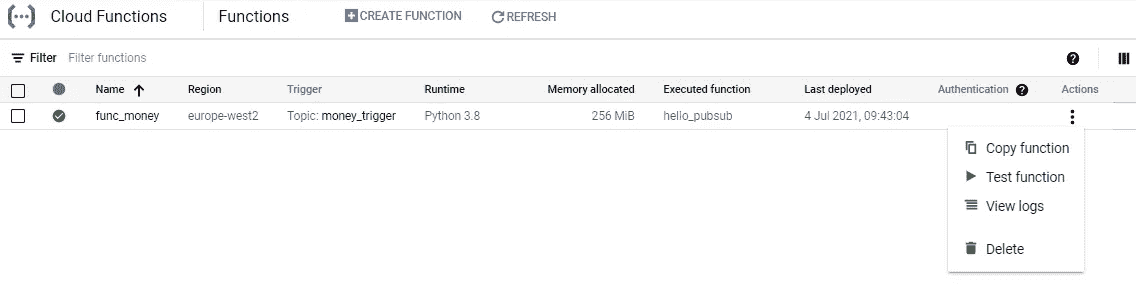 Cloud Functions Functions CREATE FUNCTION REFRESH
Filter Filter functions
Name Region Trigger Runtime Memory allocated Executed function Last deployed Authentication Actions
func_money europe-west2 Topic: money_trigger Python 3.8 256 MiB hello_pubsub 4 Jul 2021, 09:43:04
Copy function
Test function
View logs
Delete